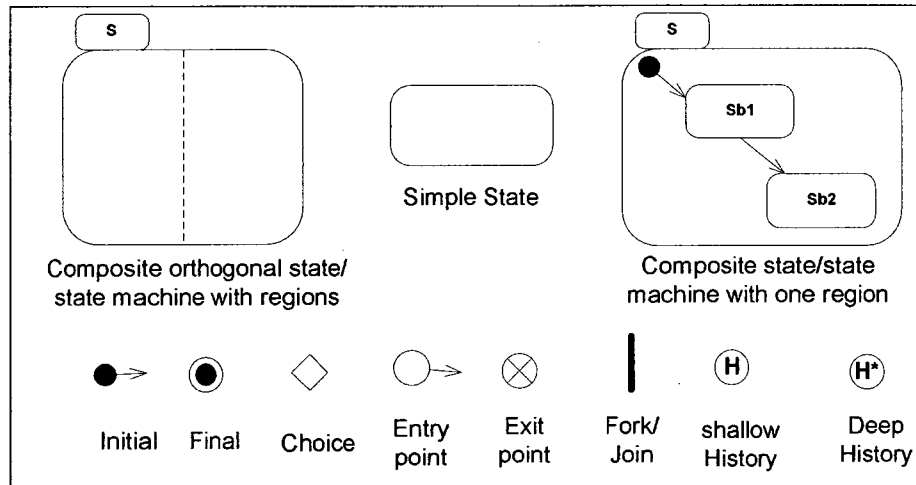 S
S
Sb1
Sb2
Simple State
Composite orthogonal state/
state machine with regions
Composite state/state
machine with one region
H
H*
Initial
Final
Choice
Entry
point
Exit
point
Fork/
Join
shallow
History
Deep
History